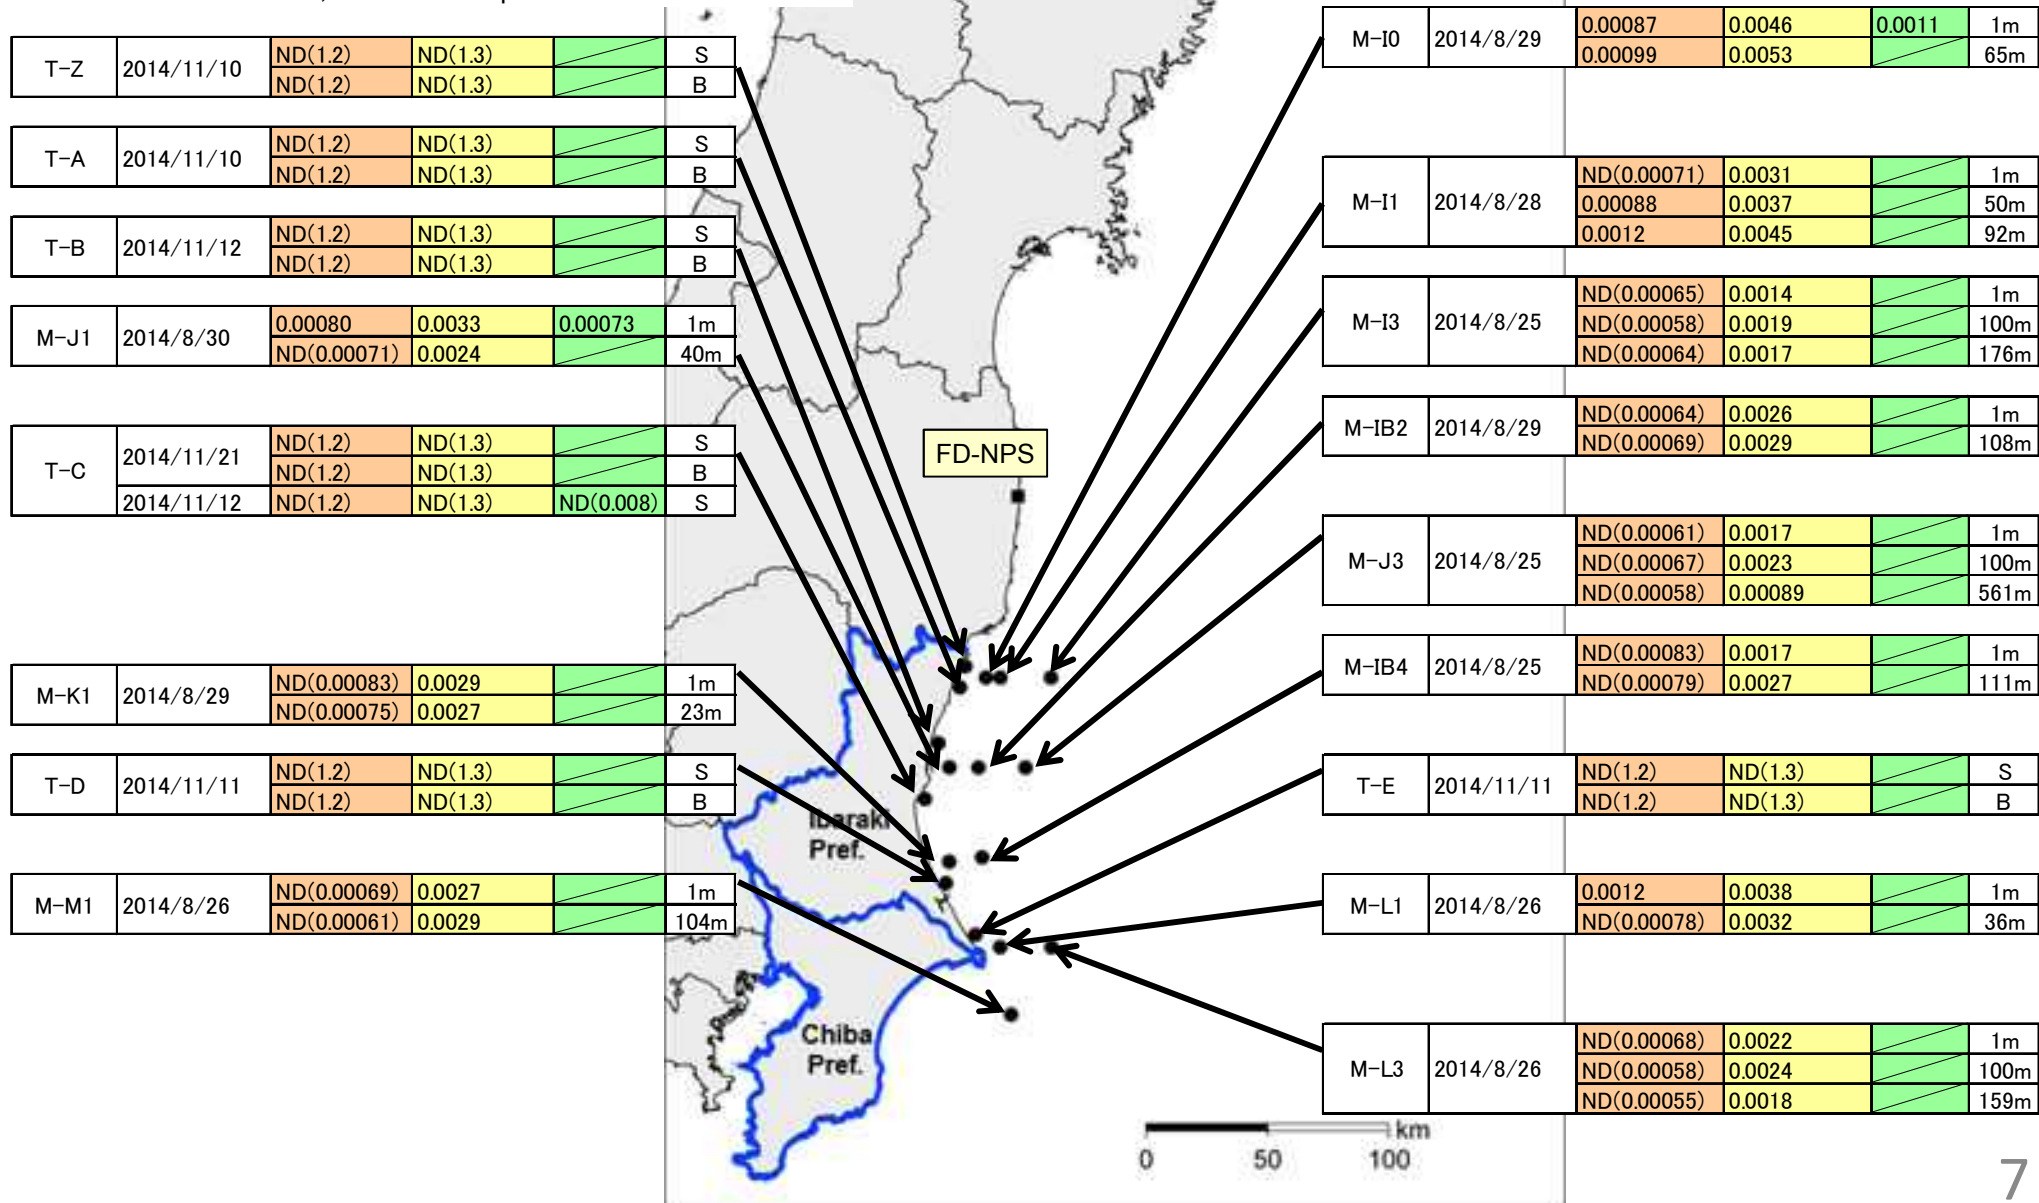 T-Z 2014/11/10 ND(1.2) ND(1.3) S
ND(1.2) ND(1.3) B
T-A 2014/11/10 ND(1.2) ND(1.3) S
ND(1.2) ND(1.3) B
T-B 2014/11/12 ND(1.2) ND(1.3) S
ND(1.2) ND(1.3) B
M-J1 2014/8/30 0.00080 0.0033 0.00073 1m
ND(0.00071) 0.0024 40m
T-C 2014/11/21 ND(1.2) ND(1.3) S
ND(1.2) ND(1.3) B
2014/11/12 ND(1.2) ND(1.3) ND(0.008) S
M-K1 2014/8/29 ND(0.00083) 0.0029 1m
ND(0.00075) 0.0027 23m
T-D 2014/11/11 ND(1.2) ND(1.3) S
ND(1.2) ND(1.3) B
M-M1 2014/8/26 ND(0.00069) 0.0027 1m
ND(0.00061) 0.0029 104m
FD-NPS
Ibaraki
Pref.
Chiba
Pref.
km
0 50 100
M-I0 2014/8/29 0.00087 0.0046 0.0011 1m
0.00099 0.0053 65m
M-I1 2014/8/28 ND(0.00071) 0.0031 1m
0.00088 0.0037 50m
0.0012 0.0045 92m
M-I3 2014/8/25 ND(0.00065) 0.0014 1m
ND(0.00058) 0.0019 100m
ND(0.00064) 0.0017 176m
M-IB2 2014/8/29 ND(0.00064) 0.0026 1m
ND(0.00069) 0.0029 108m
M-J3 2014/8/25 ND(0.00061) 0.0017 1m
ND(0.00067) 0.0023 100m
ND(0.00058) 0.00089 561m
M-IB4 2014/8/25 ND(0.00083) 0.0017 1m
ND(0.00079) 0.0027 111m
T-E 2014/11/11 ND(1.2) ND(1.3) S
ND(1.2) ND(1.3) B
M-L1 2014/8/26 0.0012 0.0038 1m
ND(0.00078) 0.0032 36m
M-L3 2014/8/26 ND(0.00068) 0.0022 1m
ND(0.00058) 0.0024 100m
ND(0.00055) 0.0018 159m
7